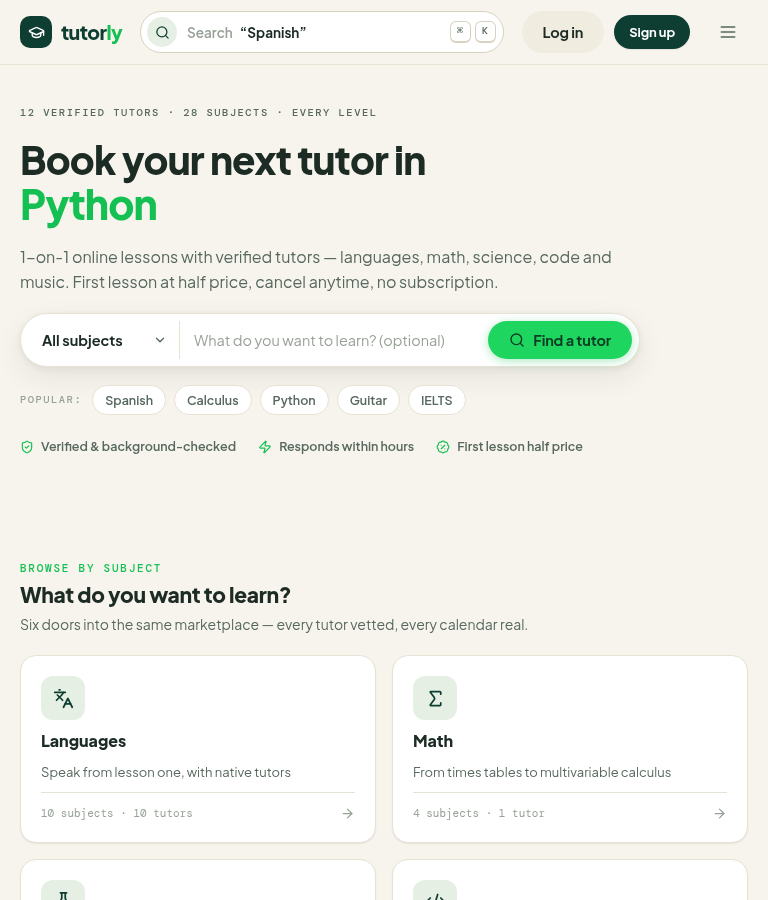 tutorly
Search “Spanish”
⌘ K
Log in
Sign up
12 VERIFIED TUTORS · 28 SUBJECTS · EVERY LEVEL
Book your next tutor in
Python
1-on-1 online lessons with verified tutors — languages, math, science, code and
music. First lesson at half price, cancel anytime, no subscription.
All subjects
What do you want to learn? (optional)
Find a tutor
POPULAR:
Spanish
Calculus
Python
Guitar
IELTS
Verified & background-checked
Responds within hours
First lesson half price
BROWSE BY SUBJECT
What do you want to learn?
Six doors into the same marketplace — every tutor vetted, every calendar real.
Languages
Speak from lesson one, with native tutors
10 subjects · 10 tutors
Math
From times tables to multivariable calculus
4 subjects · 1 tutor